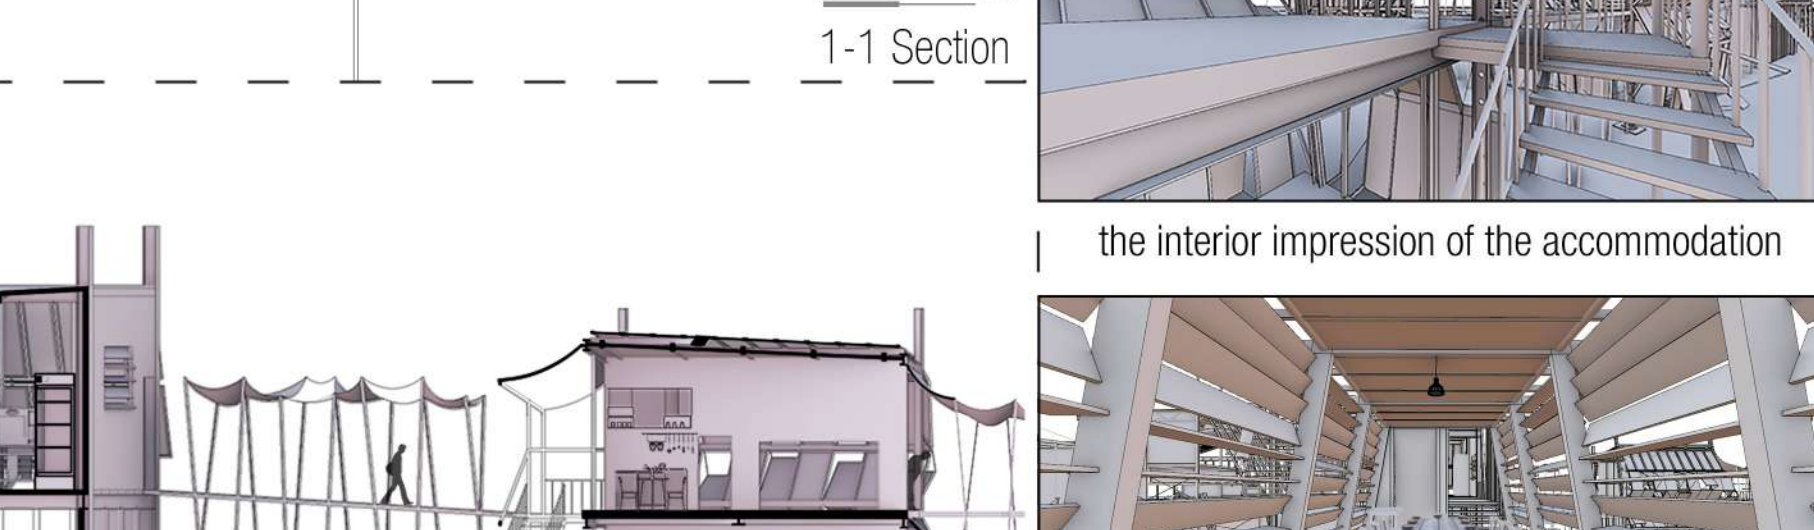 1-1 Section
the interior impression of the accommodation